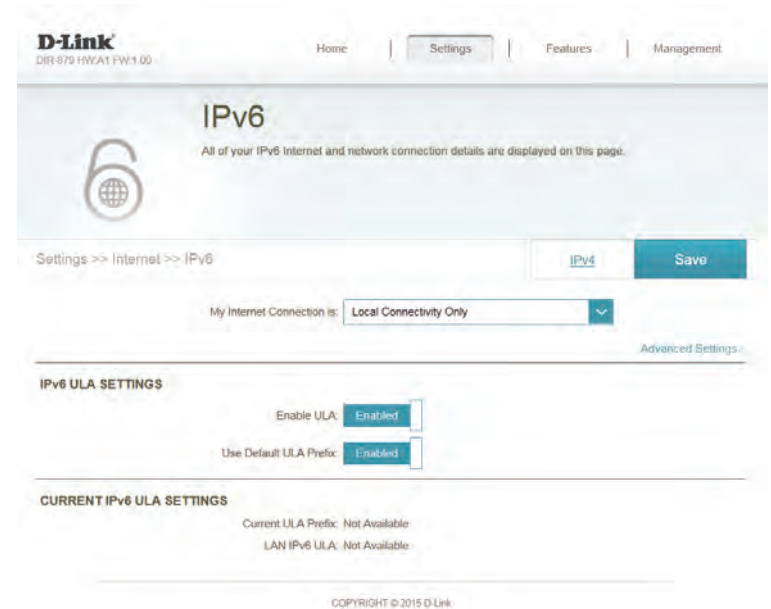 D-Link
DIR-879 HW:A1 FW:1.00
Home | Settings | Features | Management
IPv6
All of your IPv6 Internet and network connection details are displayed on this page.
Settings >> Internet >> IPv6
IPv4
Save
My Internet Connection is: Local Connectivity Only
Advanced Settings...
IPv6 ULA SETTINGS
Enable ULA: Enabled
Use Default ULA Prefix: Enabled
CURRENT IPv6 ULA SETTINGS
Current ULA Prefix: Not Available
LAN IPv6 ULA: Not Available
COPYRIGHT © 2015 D-Link